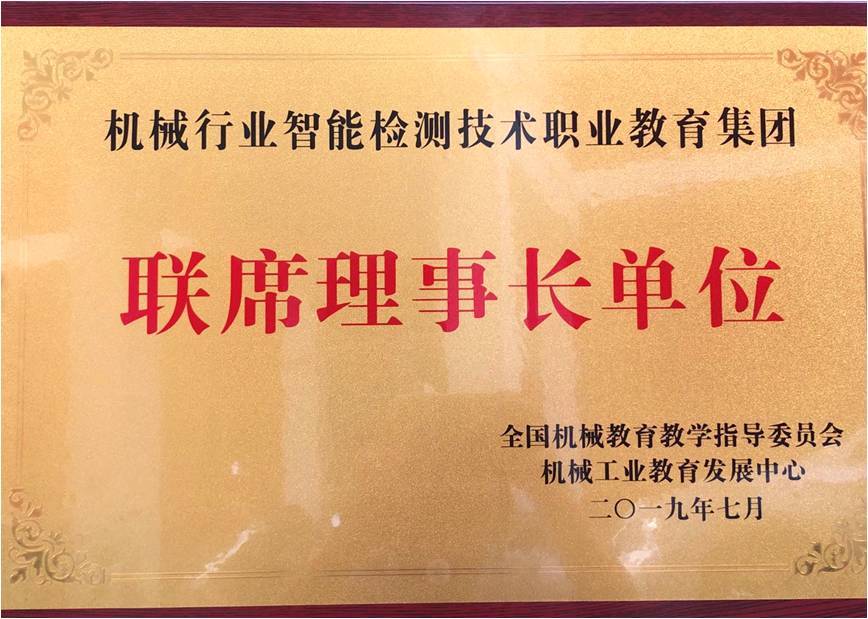 机械行业智能检测技术职业教育集团
联席理事长单位
全国机械教育教学指导委员会
机械工业教育发展中心
二〇一九年七月